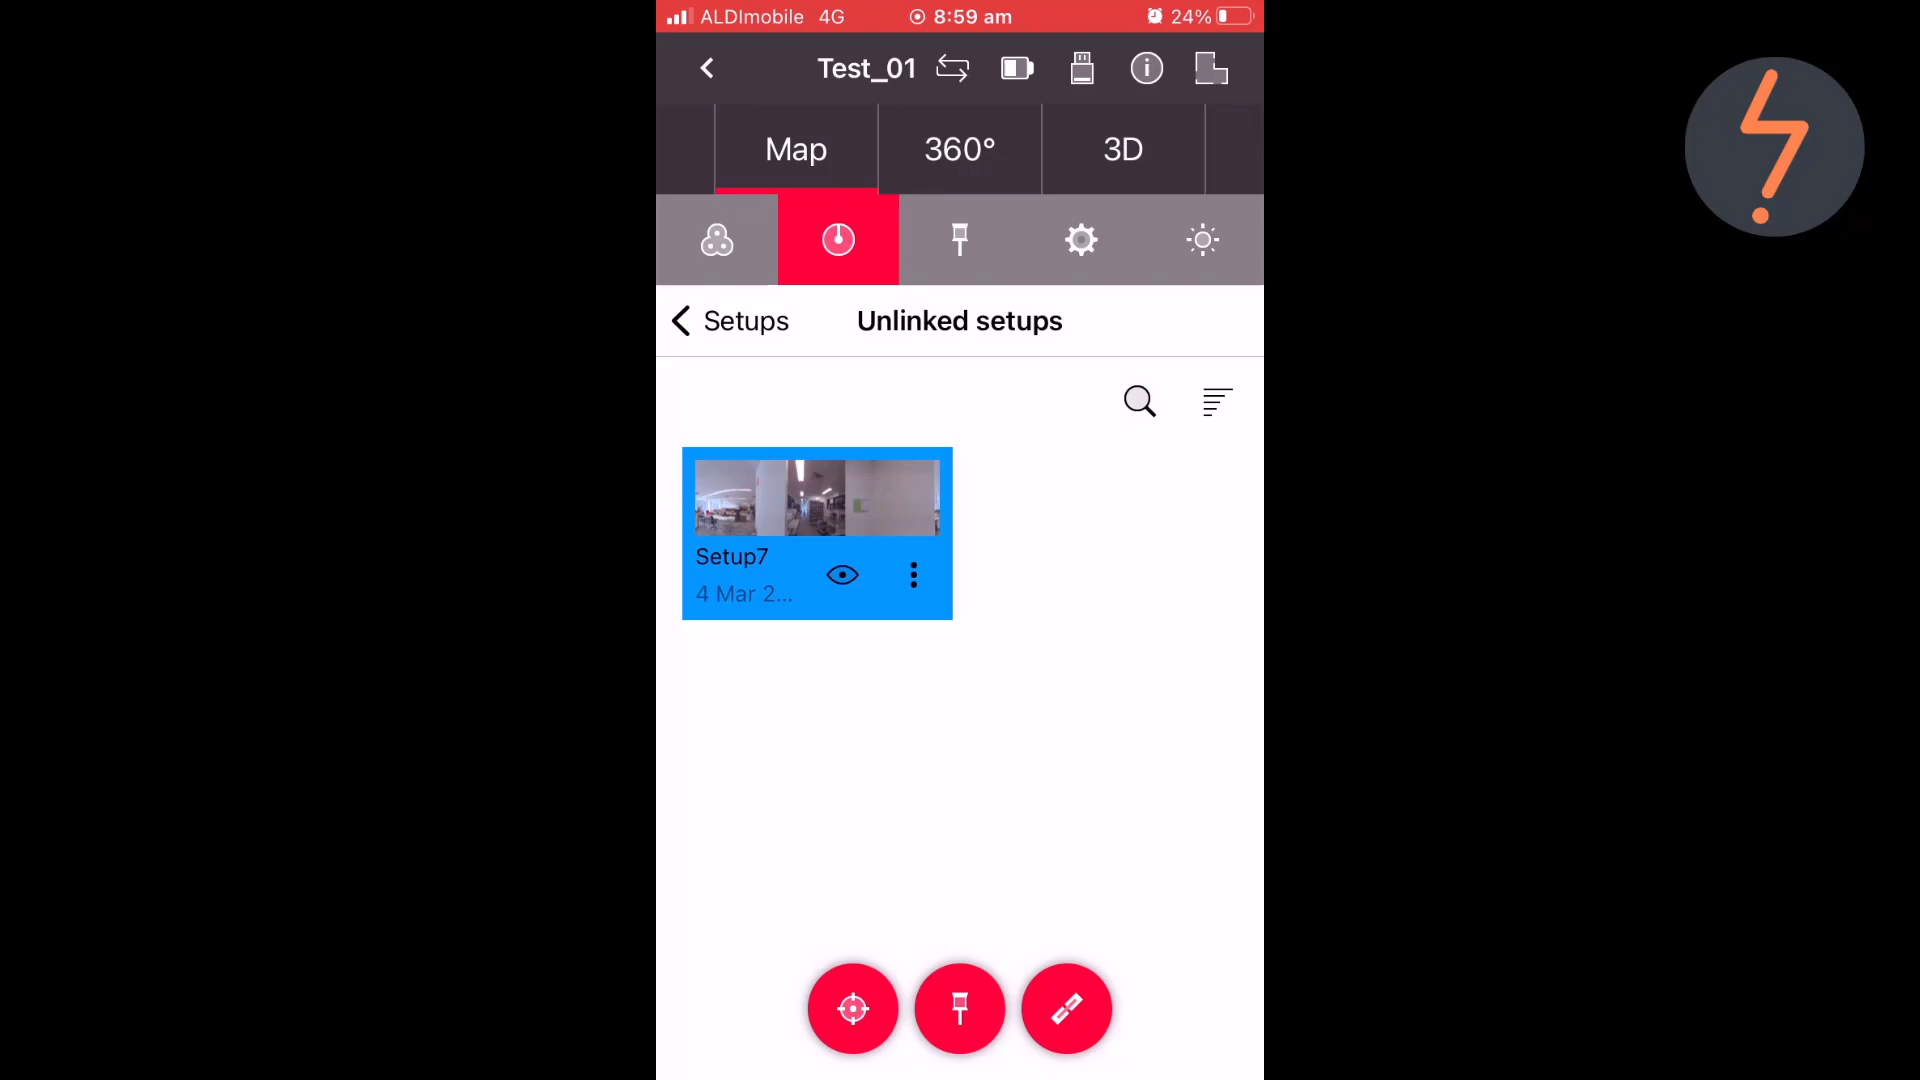 ALDImobile 4G 8:59 am 24%
Test_01
Map 360° 3D
Setups Unlinked setups
Setup7
4 Mar 2...